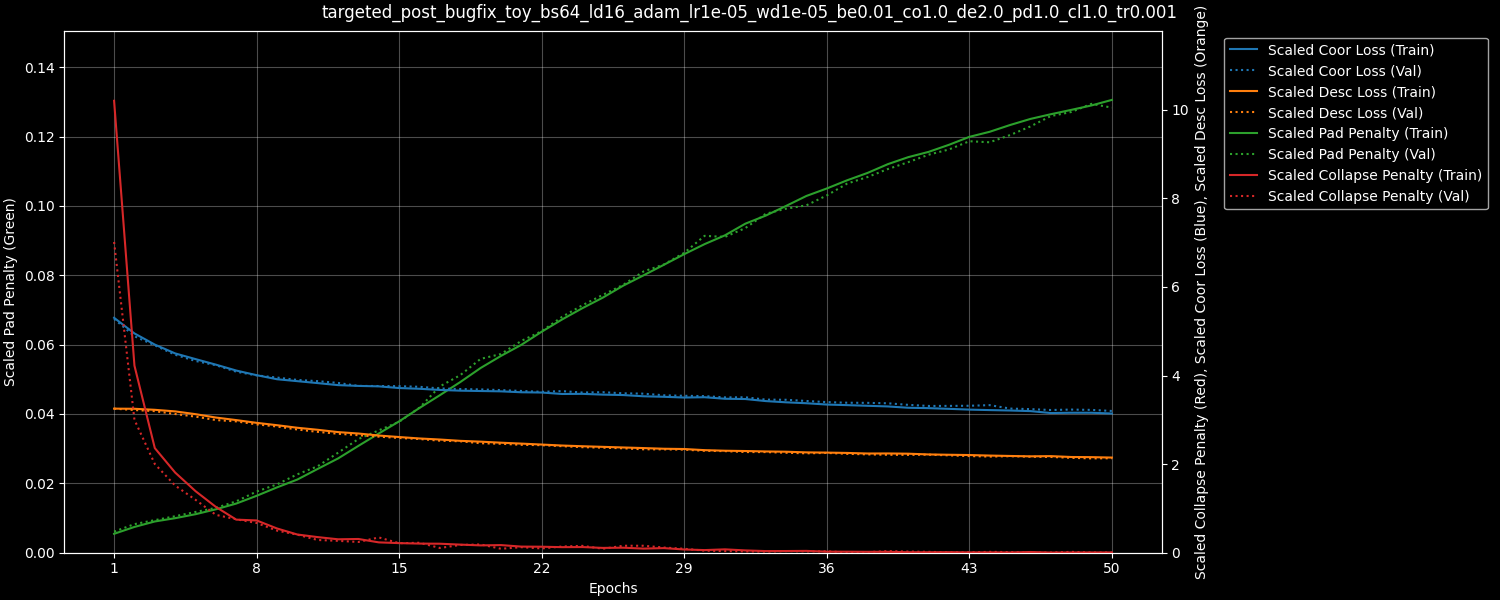 targeted_post_bugfix_toy_bs64_ld16_adam_lr1e-05_wd1e-05_be0.01_co1.0_de2.0_pd1.0_cl1.0_tr0.001
Scaled Pad Penalty (Green)
0.14
0.12
0.10
0.08
0.06
0.04
0.02
0.00
1
8
15
22
29
36
43
50
Epochs
10
8
6
4
2
0
Scaled Collapse Penalty (Red), Scaled Coor Loss (Blue), Scaled Desc Loss (Orange)
Scaled Coor Loss (Train)
Scaled Coor Loss (Val)
Scaled Desc Loss (Train)
Scaled Desc Loss (Val)
Scaled Pad Penalty (Train)
Scaled Pad Penalty (Val)
Scaled Collapse Penalty (Train)
Scaled Collapse Penalty (Val)